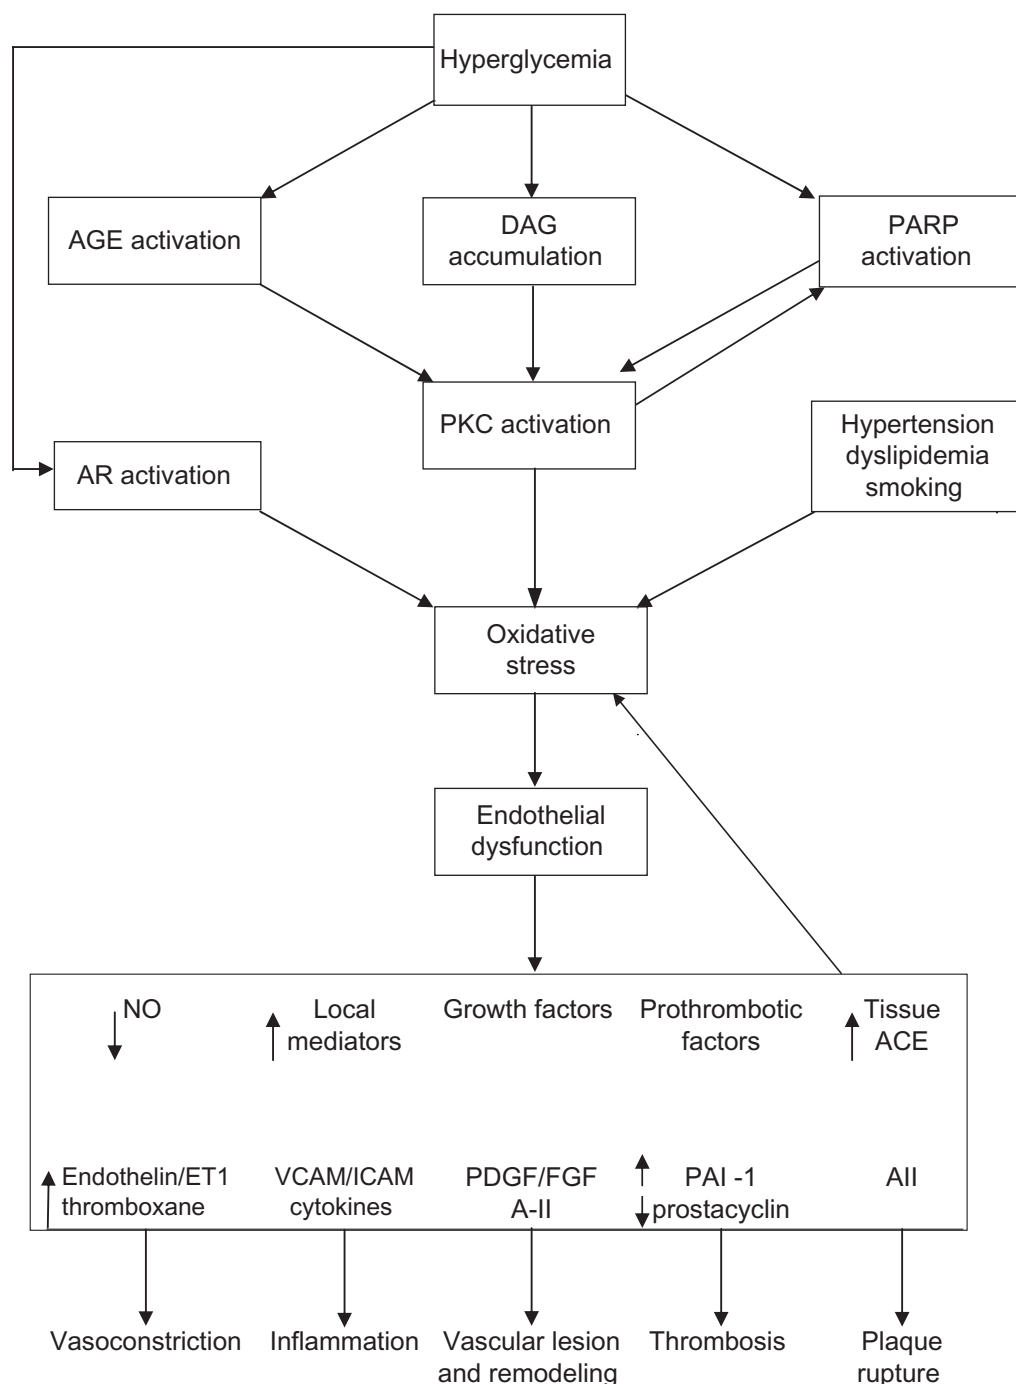 Hyperglycemia
AGE activation
DAG
accumulation
PARP
activation
PKC activation
Hypertension
dyslipidemia
smoking
AR activation
Oxidative
stress
Endothelial
dysfunction
NO
Local
mediators
Growth factors
Prothrombotic
factors
Tissue
ACE
Endothelin/ET1
thromboxane
VCAM/ICAM
cytokines
PDGF/FGF
A-II
PAI -1
prostacyclin
AII
Vasoconstriction
Inflammation
Vascular lesion
and remodeling
Thrombosis
Plaque
rupture